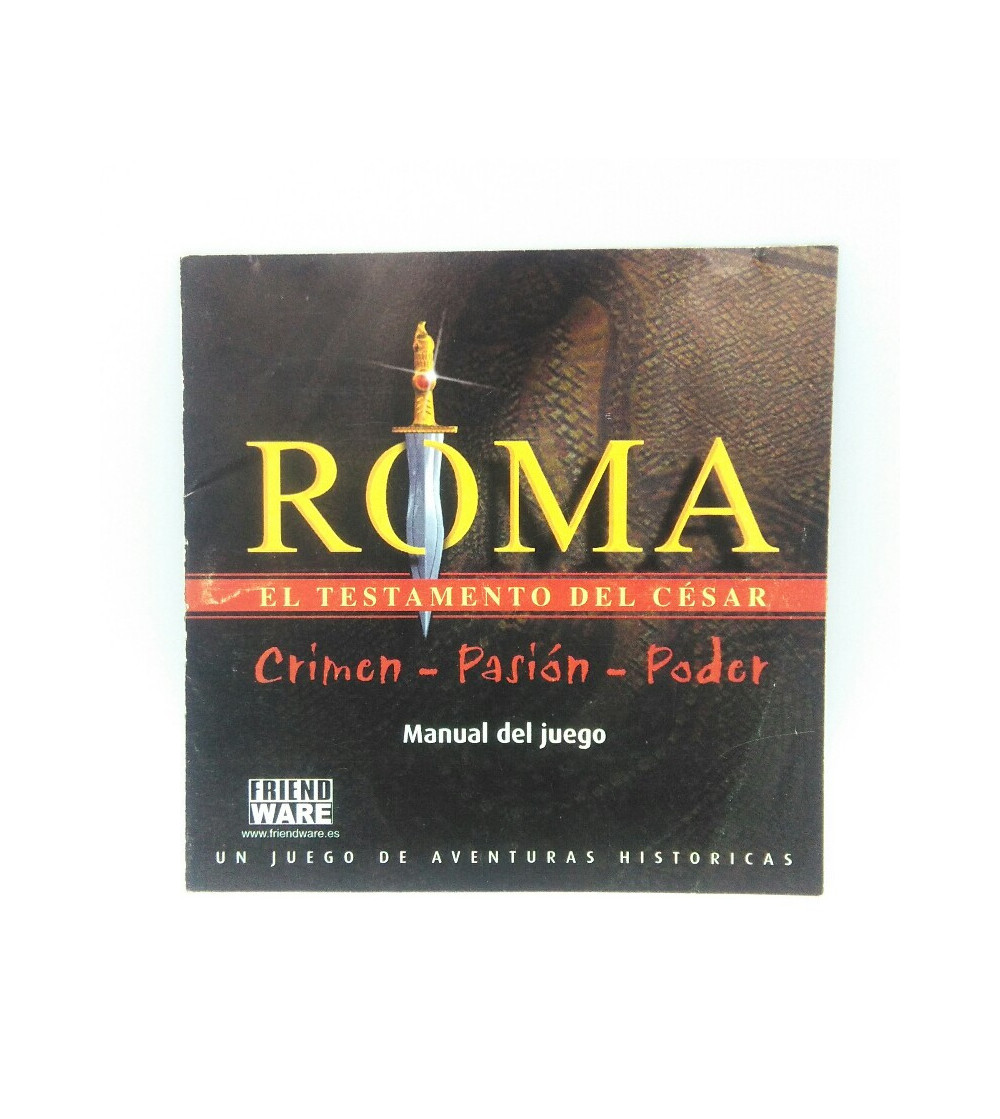 ROMA
EL TESTAMENTO DEL CÉSAR
Crimen - Pasión - Poder
Manual del juego
FRIEND
WARE
www.friendware.es
UN JUEGO DE AVENTURAS HISTORICAS